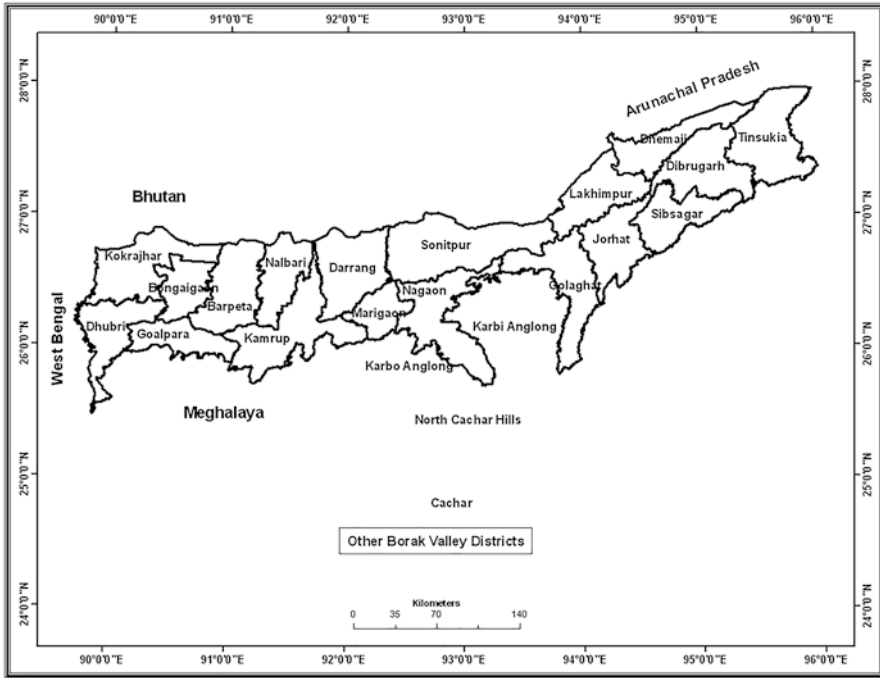 90°0'0"E 91°0'0"E 92°0'0"E 93°0'0"E 94°0'0"E 95°0'0"E 96°0'0"E
28°0'0"N 28°0'0"N
Arunachal Pradesh
Dhemaji
Tinsukia
Dibrugarh
Lakhimpur
Bhutan
27°0'0"N 27°0'0"N
Sibsagar
Jorhat
Sonitpur
Kokrajhar
Nalbari
Darrang
Bongaigaon
Nagaon
Golaghat
Barpeta
Marigaon
Dhubri
Goalpara
Kamrup
Karbi Anglong
West Bengal
26°0'0"N 26°0'0"N
Karbo Anglong
Meghalaya
North Cachar Hills
25°0'0"N 25°0'0"N
Cachar
Other Borak Valley Districts
24°0'0"N 24°0'0"N
Kilometers
0 35 70 140
90°0'0"E 91°0'0"E 92°0'0"E 93°0'0"E 94°0'0"E 95°0'0"E 96°0'0"E